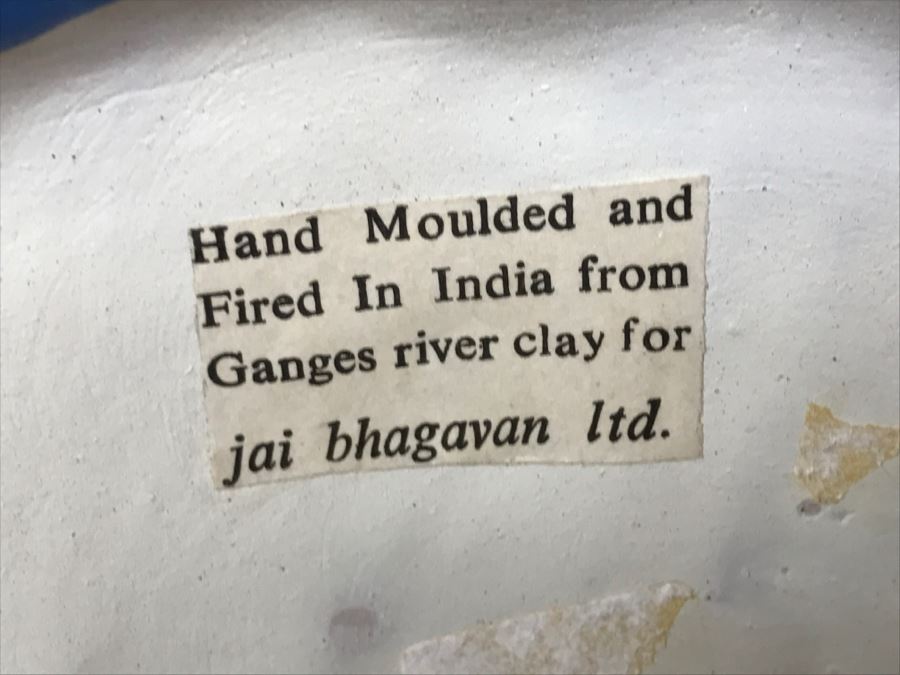 Hand Moulded and
Fired In India from
Ganges river clay for
jai bhagavan ltd.